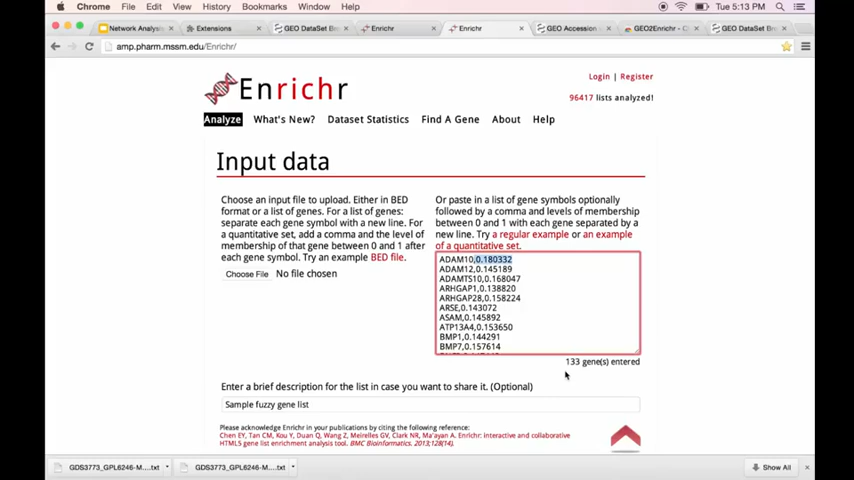 Chrome File Edit View History Bookmarks Window Help Tue 5:13 PM
Network Analysi Extensions GEO DataSet Br Enrichr Enrichr GEO Accession GEO2Enrichr - C GEO DataSet Br
amp.pharm.mssm.edu/Enrichr/
Login | Register
Enrichr
96417 lists analyzed!
Analyze What's New? Dataset Statistics Find A Gene About Help
Input data
Choose an input file to upload. Either in BED
format or a list of genes. For a list of genes:
separate each gene symbol with a new line. For
a quantitative set, add a comma and the level of
membership of that gene between 0 and 1 after
each gene symbol. Try an example BED file.
Choose File No file chosen
Or paste in a list of gene symbols optionally
followed by a comma and levels of membership
between 0 and 1 with each gene separated by a
new line. Try a regular example or an example
of a quantitative set.
ADAM10,0.180332
ADAM12,0.145189
ADAMTS10,0.168047
ARHGAP1,0.138820
ARHGAP28,0.158224
ARSE,0.143072
ASAM,0.145892
ATP13A4,0.153650
BMP1,0.144291
BMP7,0.157614
133 gene(s) entered
Enter a brief description for the list in case you want to share it. (Optional)
Sample fuzzy gene list
Please acknowledge Enrichr in your publications by citing the following reference:
Chen EY, Tan CM, Kou Y, Duan Q, Wang Z, Meirelles GV, Clark NR, Ma'ayan A. Enrichr: interactive and collaborative
HTML5 gene list enrichment analysis tool. BMC Bioinformatics. 2013;128(14).
GDS3773_GPL6246-M....txt GDS3773_GPL6246-M....txt Show All